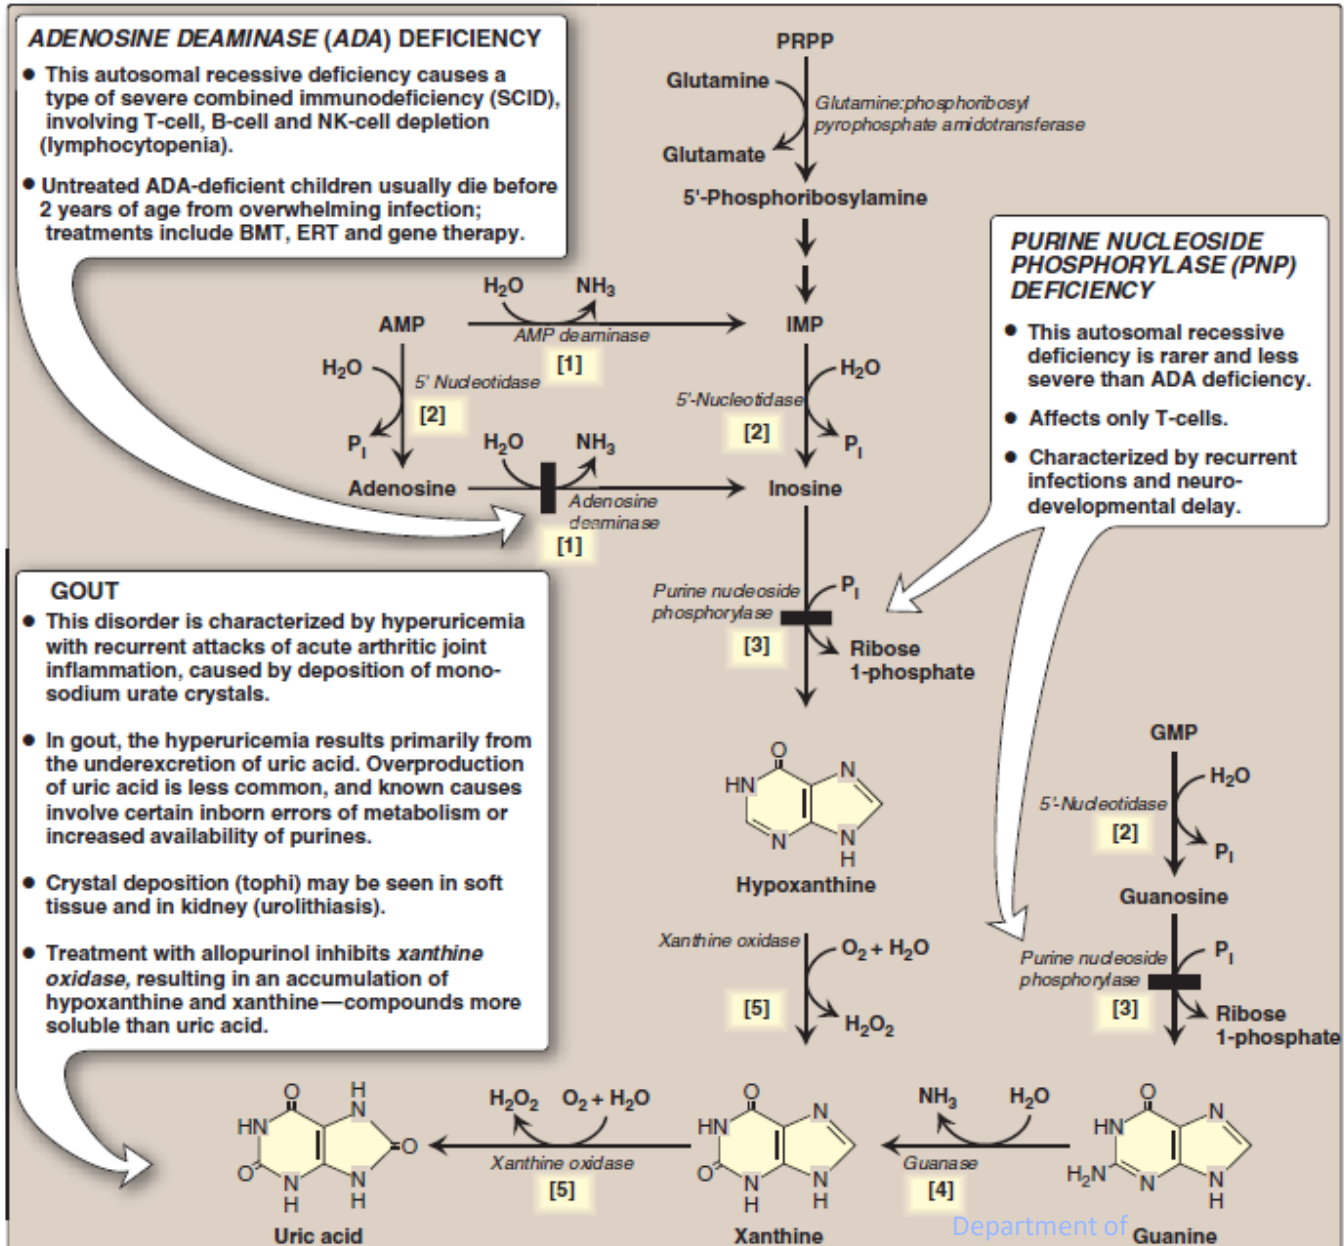 ADENOSINE DEAMINASE (ADA) DEFICIENCY
● This autosomal recessive deficiency causes a
type of severe combined immunodeficiency (SCID),
involving T-cell, B-cell and NK-cell depletion
(lymphocytopenia).
● Untreated ADA-deficient children usually die before
2 years of age from overwhelming infection;
treatments include BMT, ERT and gene therapy.
PRPP
Glutamine
Glutamine:phosphoribosyl
pyrophosphate amidotransferase
Glutamate
5'-Phosphoribosylamine
PURINE NUCLEOSIDE
PHOSPHORYLASE (PNP)
DEFICIENCY
● This autosomal recessive
deficiency is rarer and less
severe than ADA deficiency.
● Affects only T-cells.
● Characterized by recurrent
infections and neuro-
developmental delay.
H₂O NH₃
AMP IMP
AMP deaminase
[1]
H₂O
5' Nucleotidase
[2]
Pᵢ
H₂O
5'-Nucleotidase
[2]
Pᵢ
H₂O NH₃
Adenosine Inosine
Adenosine
deaminase
[1]
GOUT
● This disorder is characterized by hyperuricemia
with recurrent attacks of acute arthritic joint
inflammation, caused by deposition of mono-
sodium urate crystals.
● In gout, the hyperuricemia results primarily from
the underexcretion of uric acid. Overproduction
of uric acid is less common, and known causes
involve certain inborn errors of metabolism or
increased availability of purines.
● Crystal deposition (tophi) may be seen in soft
tissue and in kidney (urolithiasis).
● Treatment with allopurinol inhibits xanthine
oxidase, resulting in an accumulation of
hypoxanthine and xanthine—compounds more
soluble than uric acid.
Purine nucleoside
phosphorylase
Pᵢ
[3]
Ribose
1-phosphate
O
HN
N
N
N
H
Hypoxanthine
GMP
H₂O
5'-Nucleotidase
[2]
Pᵢ
Guanosine
Xanthine oxidase
O₂ + H₂O
[5]
H₂O₂
Purine nucleoside
phosphorylase
Pᵢ
[3]
Ribose
1-phosphate
O
H
N
HN
O
O
N
H
N
H
Uric acid
H₂O₂ O₂ + H₂O
Xanthine oxidase
[5]
O
N
HN
O
N
H
N
H
Xanthine
NH₃ H₂O
Guanase
[4]
O
N
HN
H₂N
N
N
H
Department of
Guanine